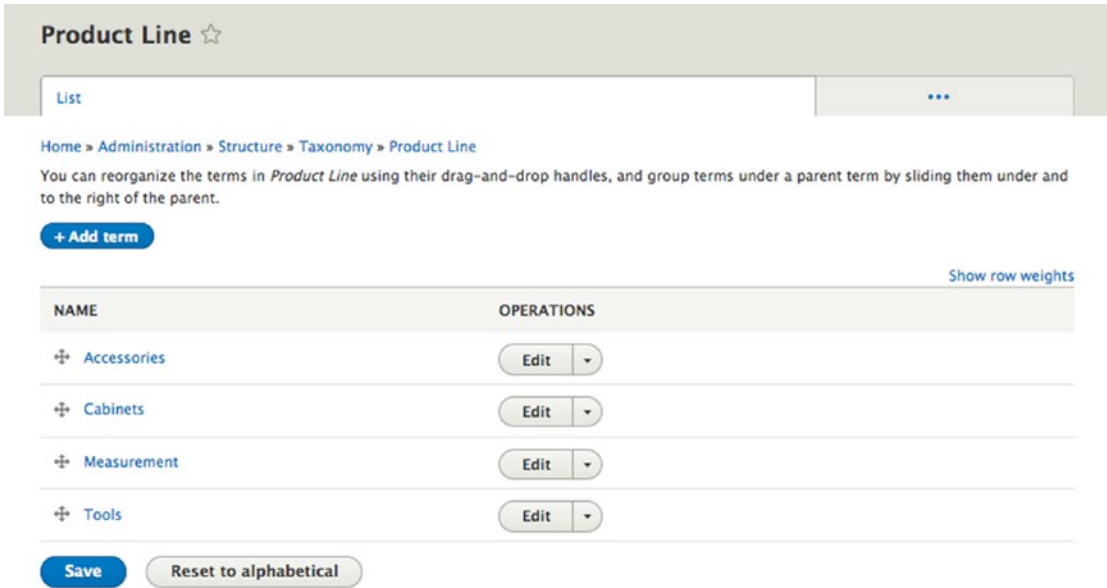 Product Line
List
Home » Administration » Structure » Taxonomy » Product Line
You can reorganize the terms in Product Line using their drag-and-drop handles, and group terms under a parent term by sliding them under and
to the right of the parent.
+ Add term
Show row weights
NAME OPERATIONS
Accessories Edit
Cabinets Edit
Measurement Edit
Tools Edit
Save Reset to alphabetical